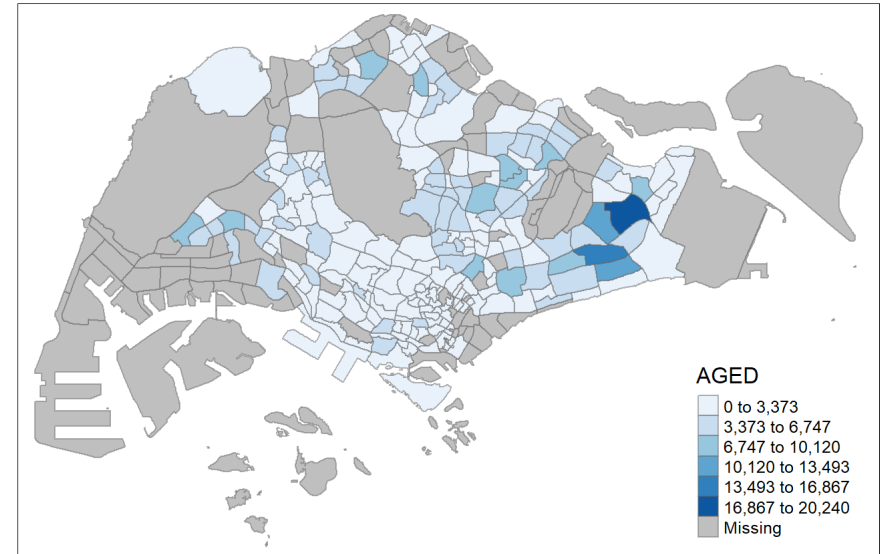 AGED
0 to 3,373
3,373 to 6,747
6,747 to 10,120
10,120 to 13,493
13,493 to 16,867
16,867 to 20,240
Missing